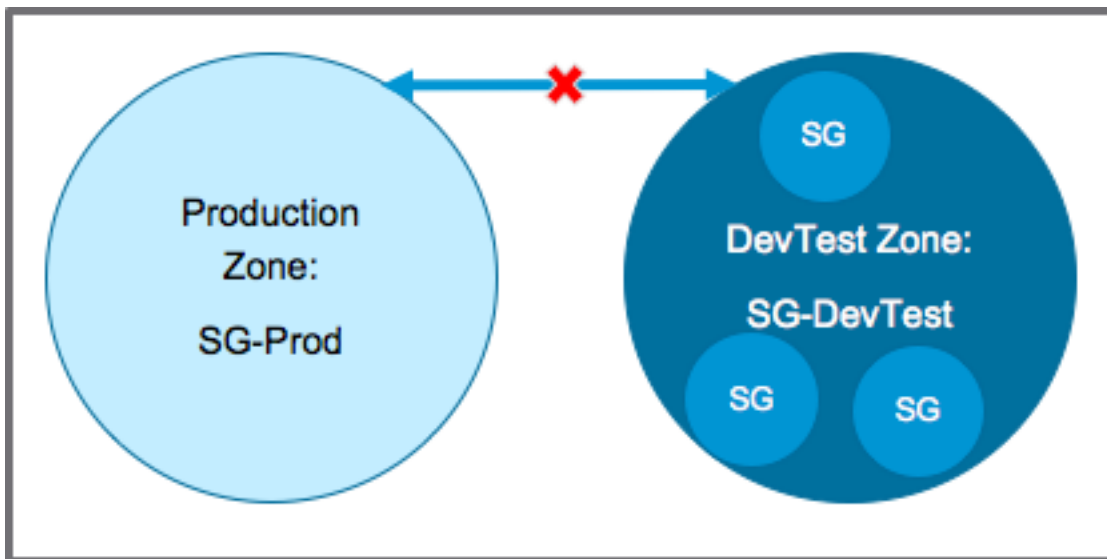 Production
Zone:
SG-Prod
SG
DevTest Zone:
SG-DevTest
SG
SG